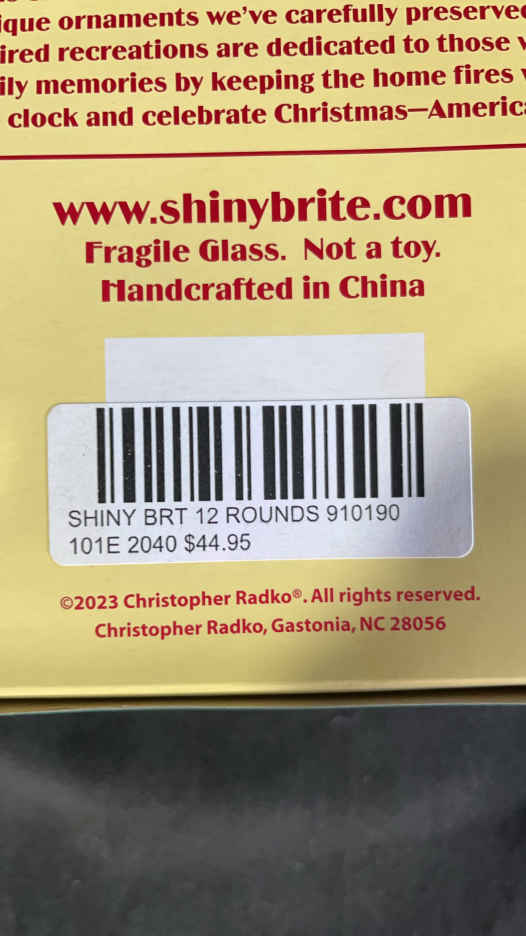 ique ornaments we've carefully preserved
ired recreations are dedicated to those
ily memories by keeping the home fires
clock and celebrate Christmas—America
www.shinybrite.com
Fragile Glass. Not a toy.
Handcrafted in China
SHINY BRT 12 ROUNDS 910190
101E 2040 $44.95
©2023 Christopher Radko®. All rights reserved.
Christopher Radko, Gastonia, NC 28056